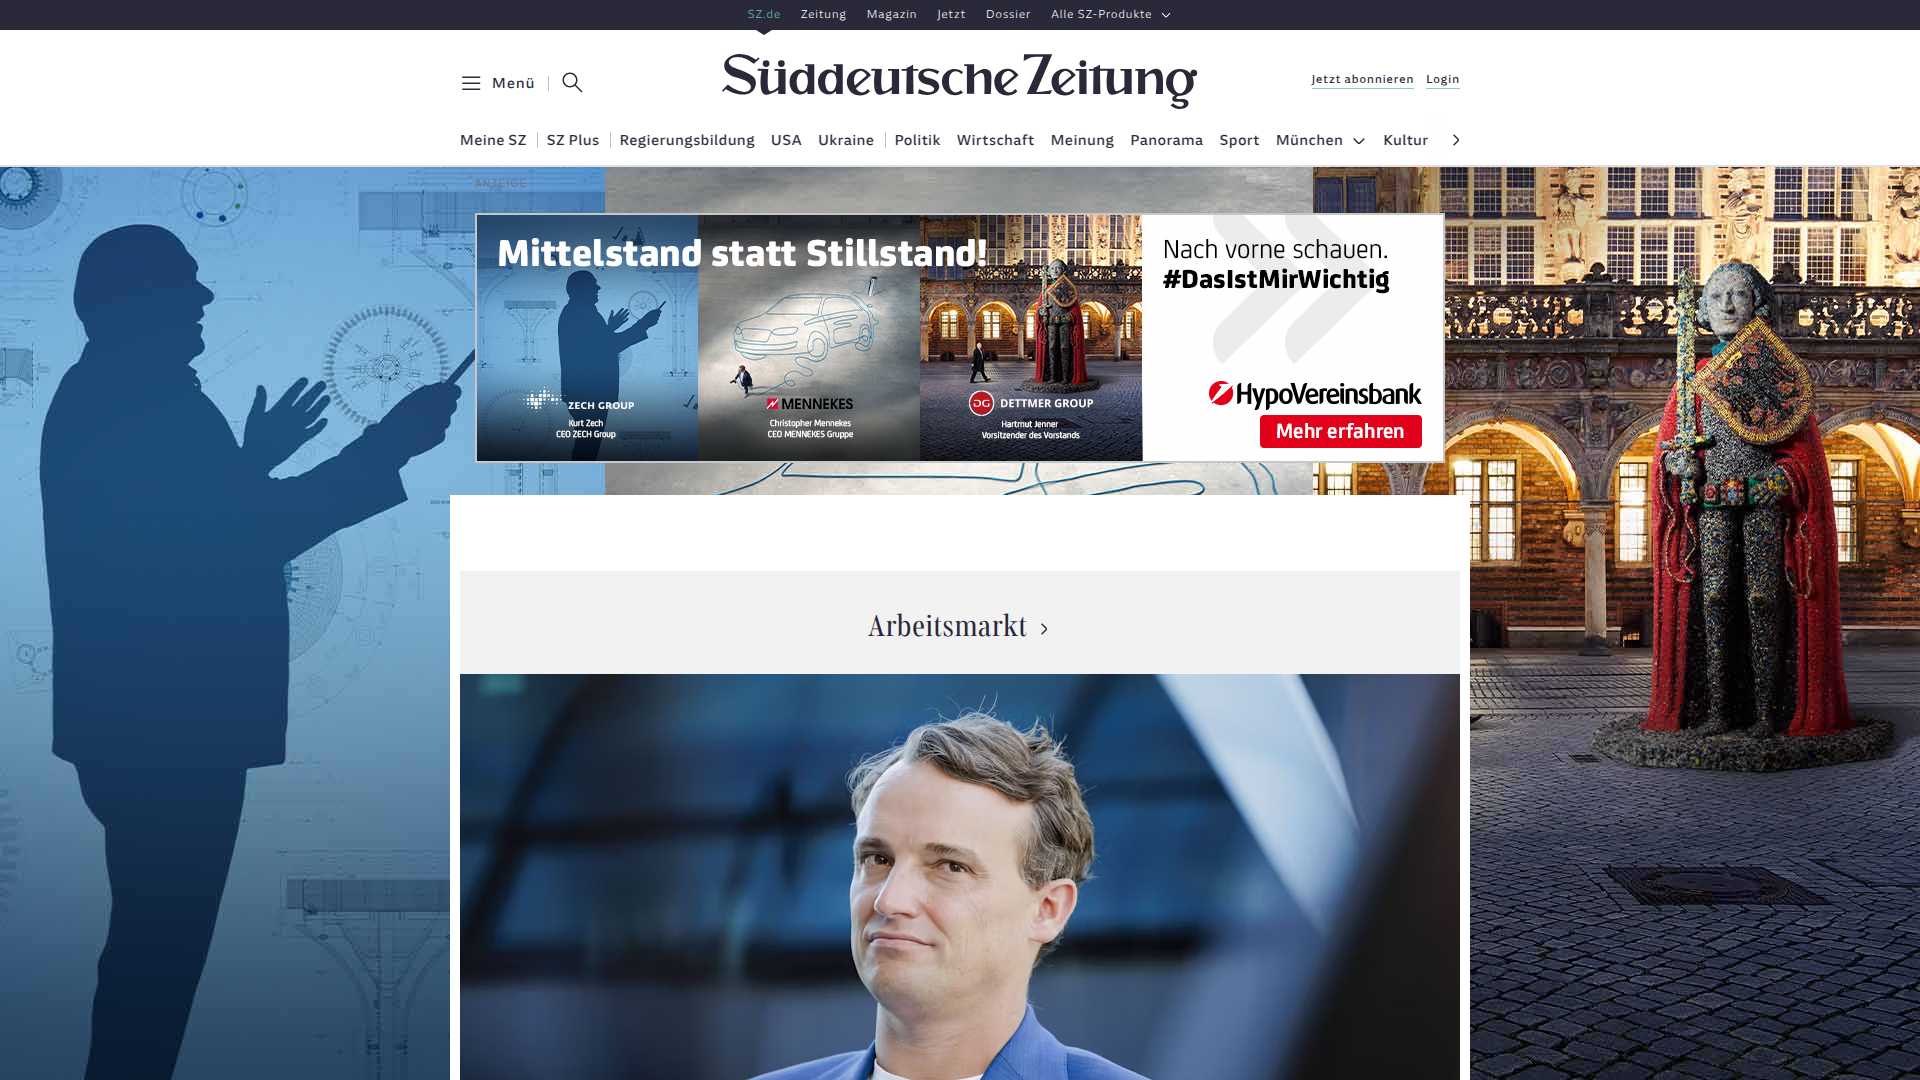 SZ.de Zeitung Magazin Jetzt Dossier Alle SZ-Produkte
Menü
Süddeutsche Zeitung
Jetzt abonnieren Login
Meine SZ SZ Plus Regierungsbildung USA Ukraine Politik Wirtschaft Meinung Panorama Sport München Kultur
ANZEIGE
Mittelstand statt Stillstand!
ZECH GROUP
Kurt Zech
CEO ZECH Group
MENNEKES
Christopher Mennekes
CEO MENNEKES Gruppe
DG DETTMER GROUP
Hartmut Jenner
Vorsitzender des Vorstands
Nach vorne schauen.
#DasIstMirWichtig
HypoVereinsbank
Mehr erfahren
Arbeitsmarkt